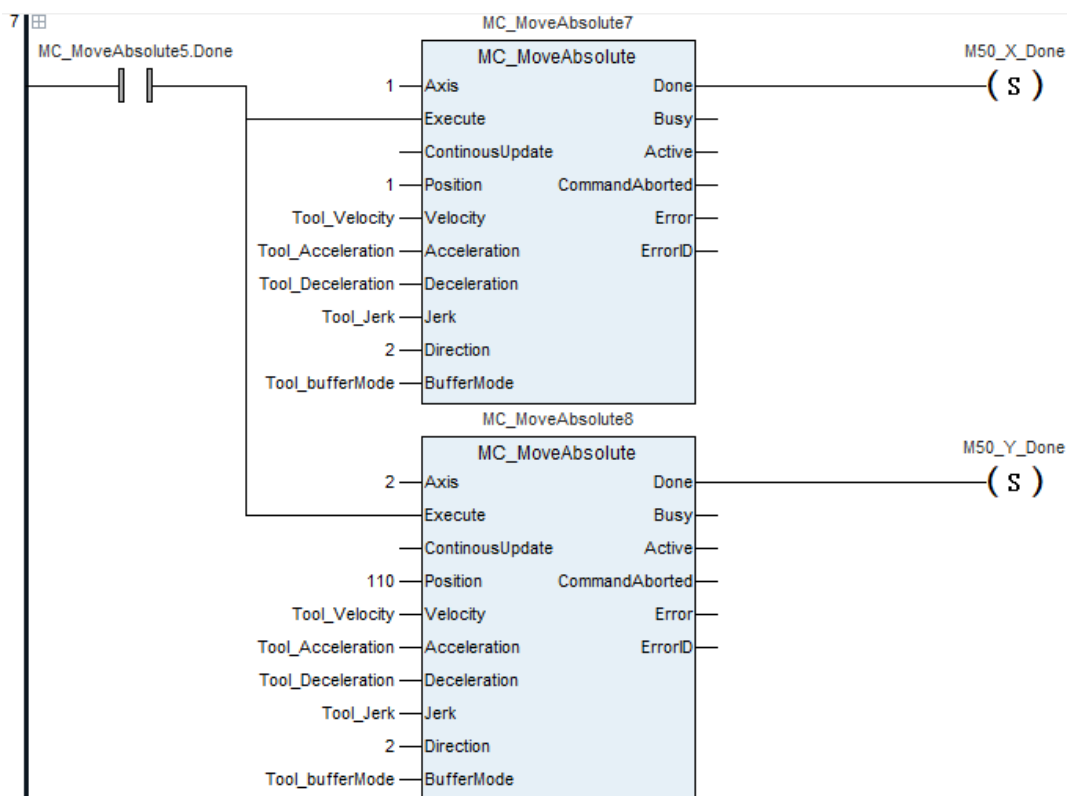 7
MC_MoveAbsolute7
MC_MoveAbsolute5.Done
MC_MoveAbsolute
M50_X_Done
1 Axis Done ( S )
Execute Busy
ContinousUpdate Active
1 Position CommandAborted
Tool_Velocity Velocity Error
Tool_Acceleration Acceleration ErrorID
Tool_Deceleration Deceleration
Tool_Jerk Jerk
2 Direction
Tool_bufferMode BufferMode
MC_MoveAbsolute8
MC_MoveAbsolute
M50_Y_Done
2 Axis Done ( S )
Execute Busy
ContinousUpdate Active
110 Position CommandAborted
Tool_Velocity Velocity Error
Tool_Acceleration Acceleration ErrorID
Tool_Deceleration Deceleration
Tool_Jerk Jerk
2 Direction
Tool_bufferMode BufferMode